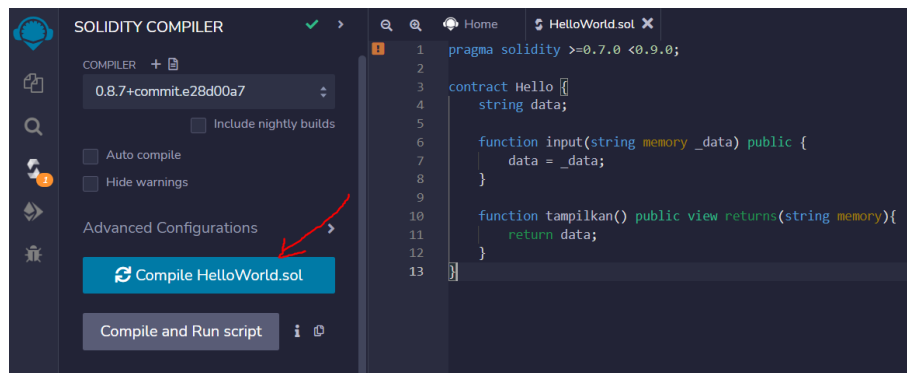 SOLIDITY COMPILER
COMPILER
0.8.7+commit.e28d00a7
Include nightly builds
Auto compile
Hide warnings
Advanced Configurations
Compile HelloWorld.sol
Compile and Run script
1
Home
HelloWorld.sol
1 pragma solidity >=0.7.0 <0.9.0;
2
3 contract Hello {
4     string data;
5
6     function input(string memory _data) public {
7         data = _data;
8     }
9
10     function tampilkan() public view returns(string memory){
11         return data;
12     }
13 }